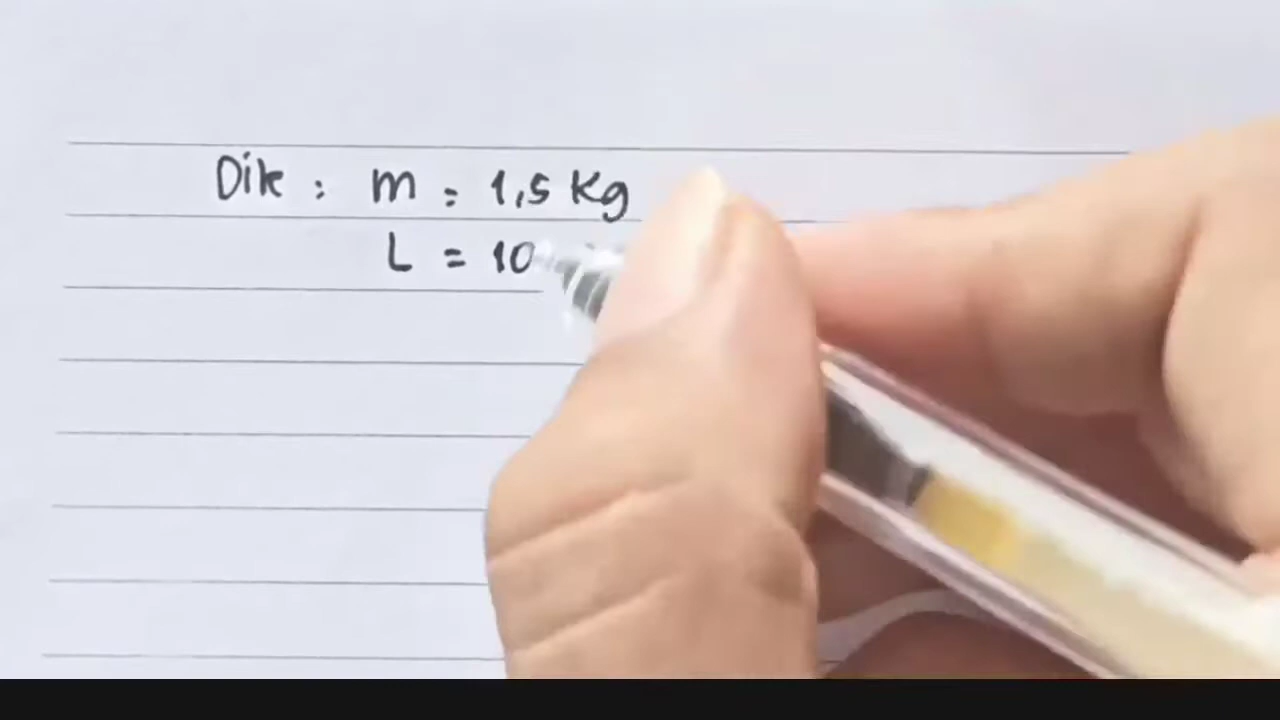 Dik : m = 1,5 Kg
L = 10